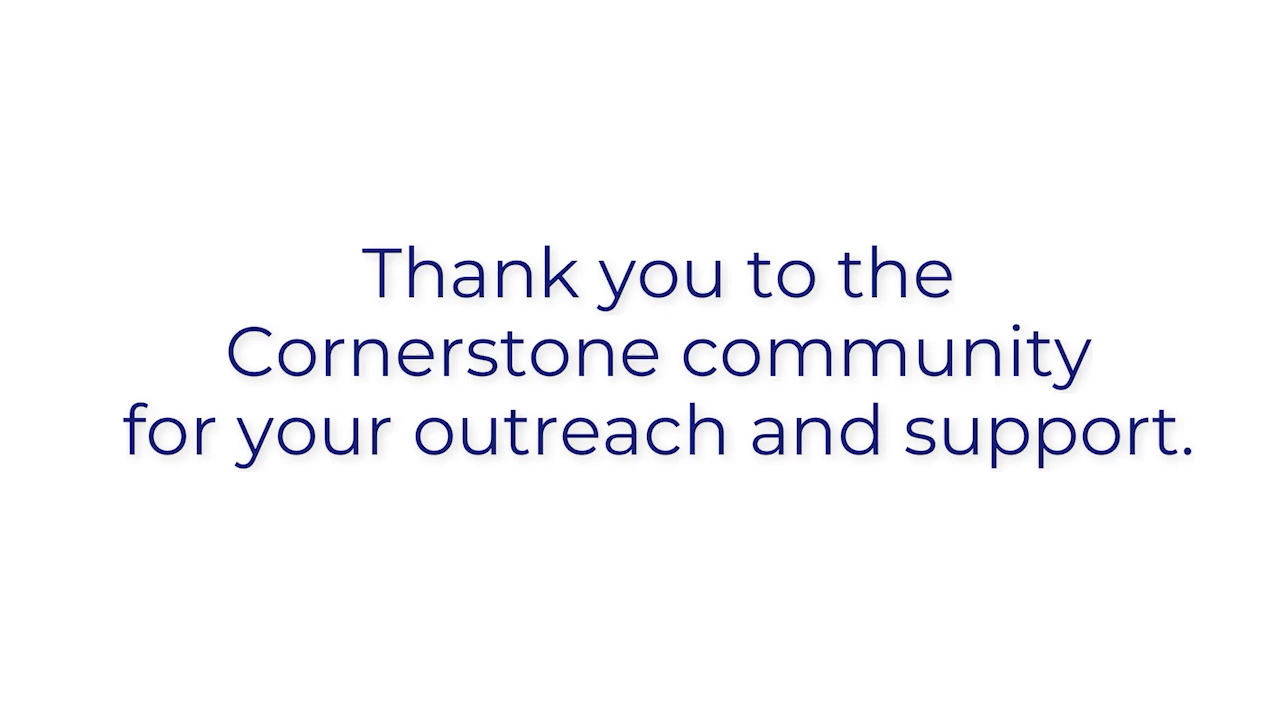 Thank you to the
Cornerstone community
for your outreach and support.